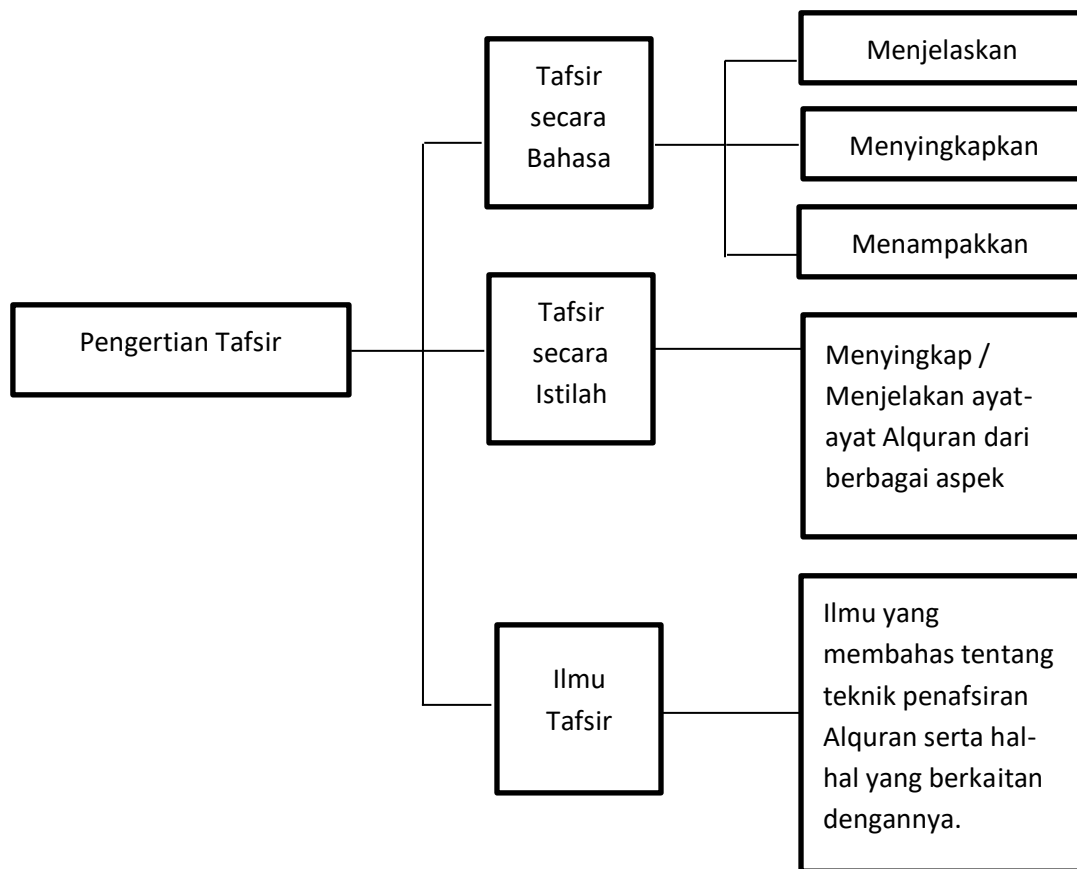 Pengertian Tafsir
Tafsir
secara
Bahasa
Menjelaskan
Menyingkapkan
Menampakkan
Tafsir
secara
Istilah
Menyingkap /
Menjelakan ayat-
ayat Alquran dari
berbagai aspek
Ilmu
Tafsir
Ilmu yang
membahas tentang
teknik penafsiran
Alquran serta hal-
hal yang berkaitan
dengannya.